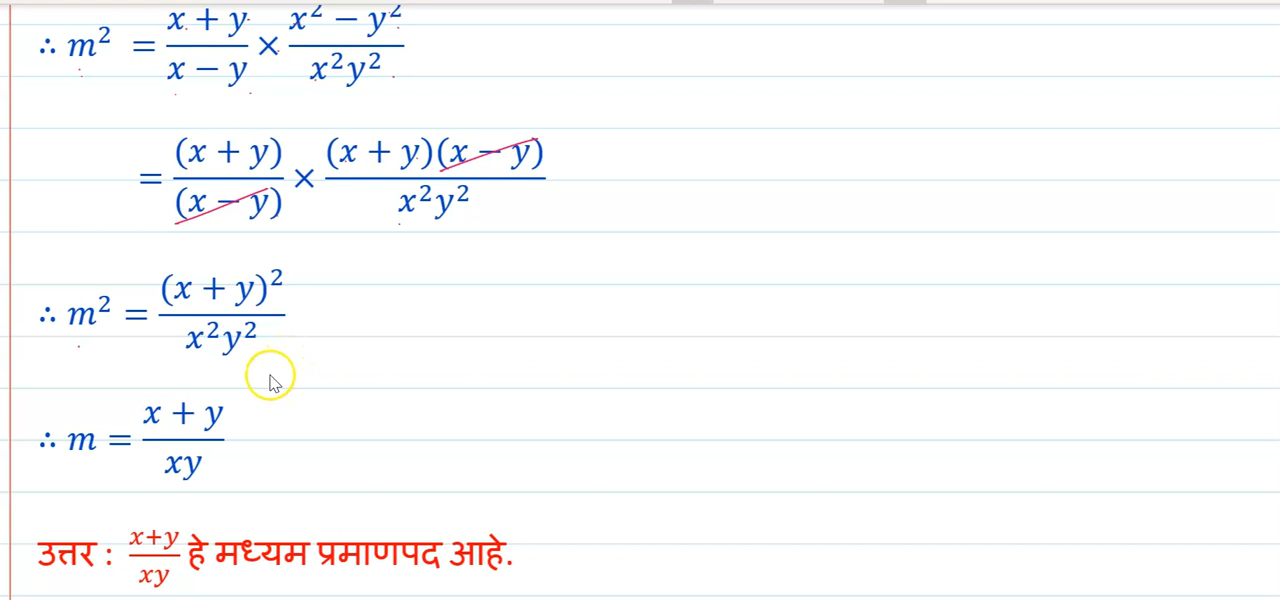 ∴ m² = (x + y)/(x − y) × (x² − y²)/(x²y²)
= (x + y)/(x − y) × (x + y)(x − y)/(x²y²)
∴ m² = (x + y)²/(x²y²)
∴ m = (x + y)/(xy)
उत्तर : (x+y)/(xy) हे मध्यम प्रमाणपद आहे.